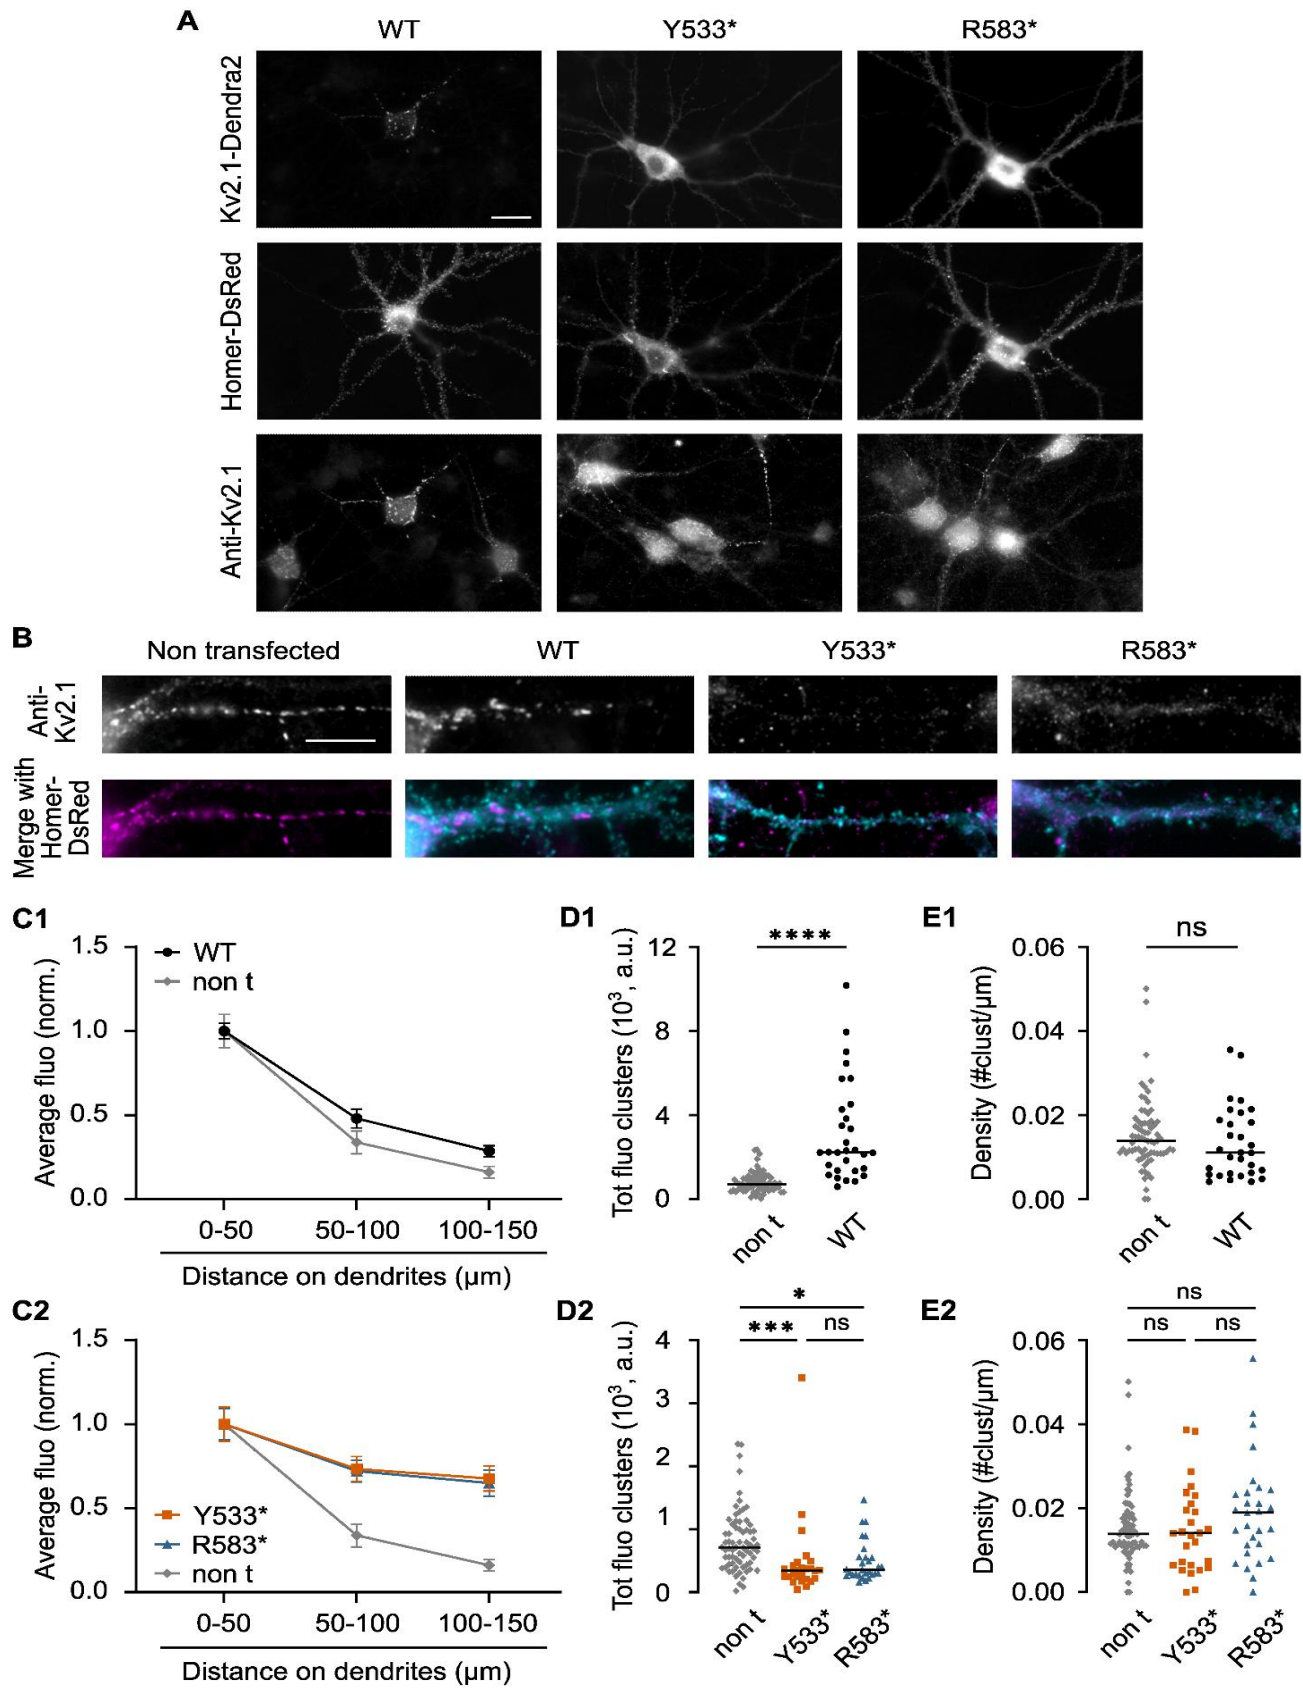 A
WT
Y533*
R583*
Kv2.1-Dendra2
Homer-DsRed
Anti-Kv2.1
B
Non transfected
WT
Y533*
R583*
Anti-
Kv2.1
Merge with
Homer-
DsRed
C1
Average fluo (norm.)
1.5
1.0
0.5
0.0
WT
non t
0-50
50-100
100-150
Distance on dendrites (µm)
D1
Tot fluo clusters (10³, a.u.)
12
8
4
0
****
non t
WT
E1
Density (#clust/µm)
0.06
0.04
0.02
0.00
ns
non t
WT
C2
Average fluo (norm.)
1.5
1.0
0.5
0.0
Y533*
R583*
non t
0-50
50-100
100-150
Distance on dendrites (µm)
D2
Tot fluo clusters (10³, a.u.)
4
3
2
1
0
*
***
ns
non t
Y533*
R583*
E2
Density (#clust/µm)
0.06
0.04
0.02
0.00
ns
ns
ns
non t
Y533*
R583*